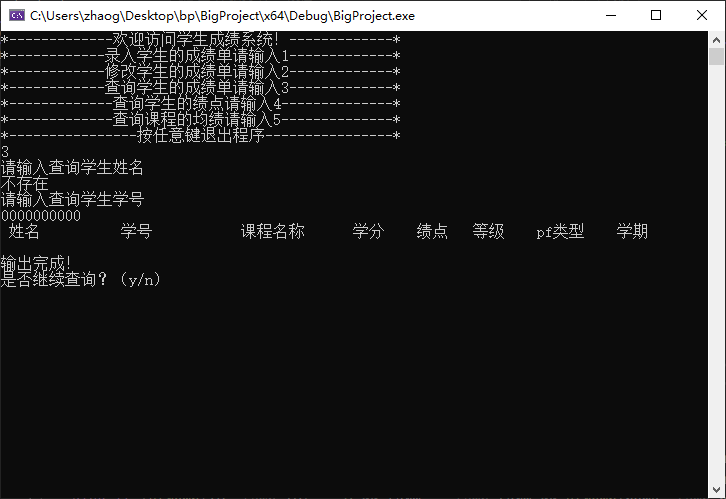 C:\Users\zhaog\Desktop\bp\BigProject\x64\Debug\BigProject.exe
*-------------欢迎访问学生成绩系统! -------------*
*------------录入学生的成绩单请输入1-------------*
*------------修改学生的成绩单请输入2-------------*
*------------查询学生的成绩单请输入3-------------*
*-------------查询学生的绩点请输入4--------------*
*-------------查询课程的均绩请输入5--------------*
*----------------按任意键退出程序----------------*
3
请输入查询学生姓名
不存在
请输入查询学生学号
0000000000
姓名 学号 课程名称 学分 绩点 等级 pf类型 学期
输出完成!
是否继续查询? (y/n)